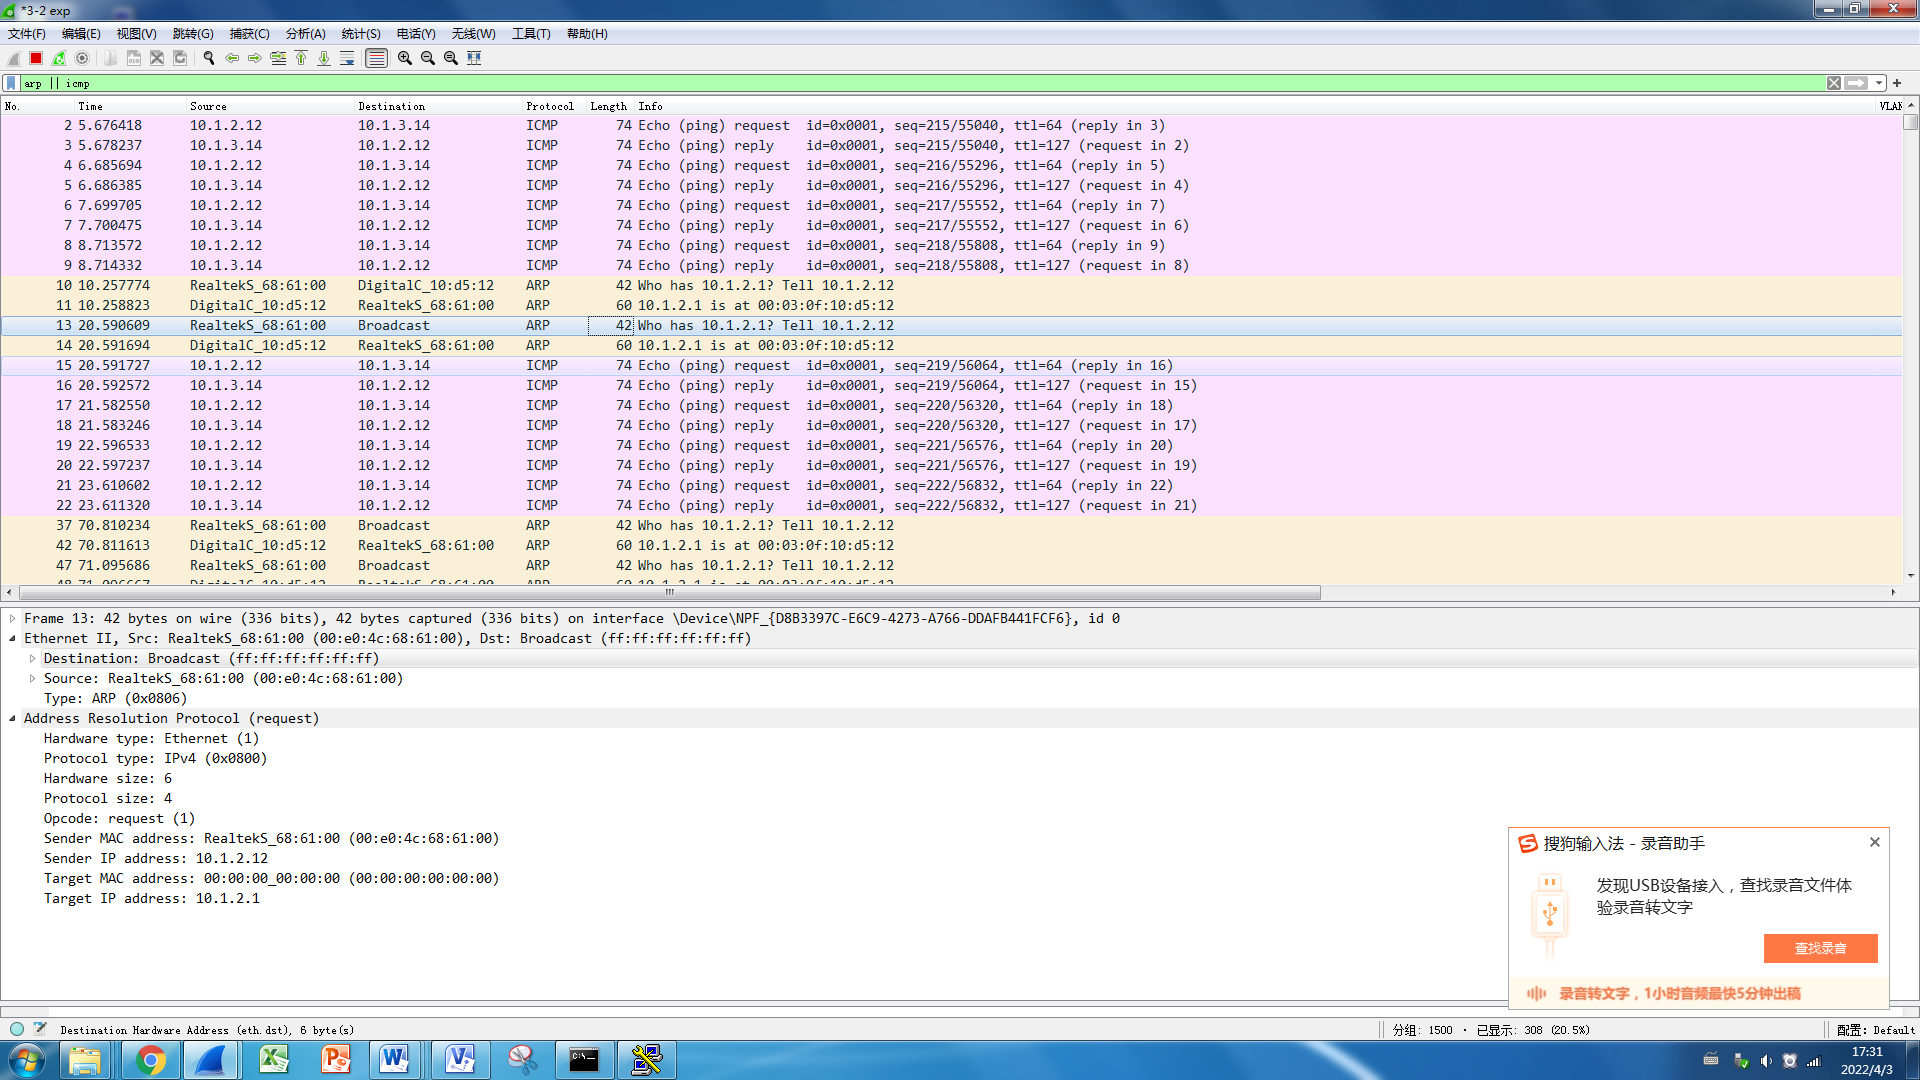 *3-2 exp
文件(F) 编辑(E) 视图(V) 跳转(G) 捕获(C) 分析(A) 统计(S) 电话(Y) 无线(W) 工具(T) 帮助(H)
arp || icmp
No. Time Source Destination Protocol Length Info VLAN
2 5.676418 10.1.2.12 10.1.3.14 ICMP 74 Echo (ping) request id=0x0001, seq=215/55040, ttl=64 (reply in 3)
3 5.678237 10.1.3.14 10.1.2.12 ICMP 74 Echo (ping) reply id=0x0001, seq=215/55040, ttl=127 (request in 2)
4 6.685694 10.1.2.12 10.1.3.14 ICMP 74 Echo (ping) request id=0x0001, seq=216/55296, ttl=64 (reply in 5)
5 6.686385 10.1.3.14 10.1.2.12 ICMP 74 Echo (ping) reply id=0x0001, seq=216/55296, ttl=127 (request in 4)
6 7.699705 10.1.2.12 10.1.3.14 ICMP 74 Echo (ping) request id=0x0001, seq=217/55552, ttl=64 (reply in 7)
7 7.700475 10.1.3.14 10.1.2.12 ICMP 74 Echo (ping) reply id=0x0001, seq=217/55552, ttl=127 (request in 6)
8 8.713572 10.1.2.12 10.1.3.14 ICMP 74 Echo (ping) request id=0x0001, seq=218/55808, ttl=64 (reply in 9)
9 8.714332 10.1.3.14 10.1.2.12 ICMP 74 Echo (ping) reply id=0x0001, seq=218/55808, ttl=127 (request in 8)
10 10.257774 RealtekS_68:61:00 DigitalC_10:d5:12 ARP 42 Who has 10.1.2.1? Tell 10.1.2.12
11 10.258823 DigitalC_10:d5:12 RealtekS_68:61:00 ARP 60 10.1.2.1 is at 00:03:0f:10:d5:12
13 20.590609 RealtekS_68:61:00 Broadcast ARP 42 Who has 10.1.2.1? Tell 10.1.2.12
14 20.591694 DigitalC_10:d5:12 RealtekS_68:61:00 ARP 60 10.1.2.1 is at 00:03:0f:10:d5:12
15 20.591727 10.1.2.12 10.1.3.14 ICMP 74 Echo (ping) request id=0x0001, seq=219/56064, ttl=64 (reply in 16)
16 20.592572 10.1.3.14 10.1.2.12 ICMP 74 Echo (ping) reply id=0x0001, seq=219/56064, ttl=127 (request in 15)
17 21.582550 10.1.2.12 10.1.3.14 ICMP 74 Echo (ping) request id=0x0001, seq=220/56320, ttl=64 (reply in 18)
18 21.583246 10.1.3.14 10.1.2.12 ICMP 74 Echo (ping) reply id=0x0001, seq=220/56320, ttl=127 (request in 17)
19 22.596533 10.1.2.12 10.1.3.14 ICMP 74 Echo (ping) request id=0x0001, seq=221/56576, ttl=64 (reply in 20)
20 22.597237 10.1.3.14 10.1.2.12 ICMP 74 Echo (ping) reply id=0x0001, seq=221/56576, ttl=127 (request in 19)
21 23.610602 10.1.2.12 10.1.3.14 ICMP 74 Echo (ping) request id=0x0001, seq=222/56832, ttl=64 (reply in 22)
22 23.611320 10.1.3.14 10.1.2.12 ICMP 74 Echo (ping) reply id=0x0001, seq=222/56832, ttl=127 (request in 21)
37 70.810234 RealtekS_68:61:00 Broadcast ARP 42 Who has 10.1.2.1? Tell 10.1.2.12
42 70.811613 DigitalC_10:d5:12 RealtekS_68:61:00 ARP 60 10.1.2.1 is at 00:03:0f:10:d5:12
47 71.095686 RealtekS_68:61:00 Broadcast ARP 42 Who has 10.1.2.1? Tell 10.1.2.12
48 71.096667 DigitalC_10:d5:12 RealtekS_68:61:00 ARP 60 10.1.2.1 is at 00:03:0f:10:d5:12
Frame 13: 42 bytes on wire (336 bits), 42 bytes captured (336 bits) on interface \Device\NPF_{D8B3397C-E6C9-4273-A766-DDAFB441FCF6}, id 0
Ethernet II, Src: RealtekS_68:61:00 (00:e0:4c:68:61:00), Dst: Broadcast (ff:ff:ff:ff:ff:ff)
Destination: Broadcast (ff:ff:ff:ff:ff:ff)
Source: RealtekS_68:61:00 (00:e0:4c:68:61:00)
Type: ARP (0x0806)
Address Resolution Protocol (request)
Hardware type: Ethernet (1)
Protocol type: IPv4 (0x0800)
Hardware size: 6
Protocol size: 4
Opcode: request (1)
Sender MAC address: RealtekS_68:61:00 (00:e0:4c:68:61:00)
Sender IP address: 10.1.2.12
Target MAC address: 00:00:00_00:00:00 (00:00:00:00:00:00)
Target IP address: 10.1.2.1
搜狗输入法 - 录音助手
发现USB设备接入，查找录音文件体
验录音转文字
查找录音
录音转文字，1小时音频最快5分钟出稿
Destination Hardware Address (eth.dst), 6 byte(s) 分组: 1500 · 已显示: 308 (20.5%) 配置: Default
17:31
2022/4/3